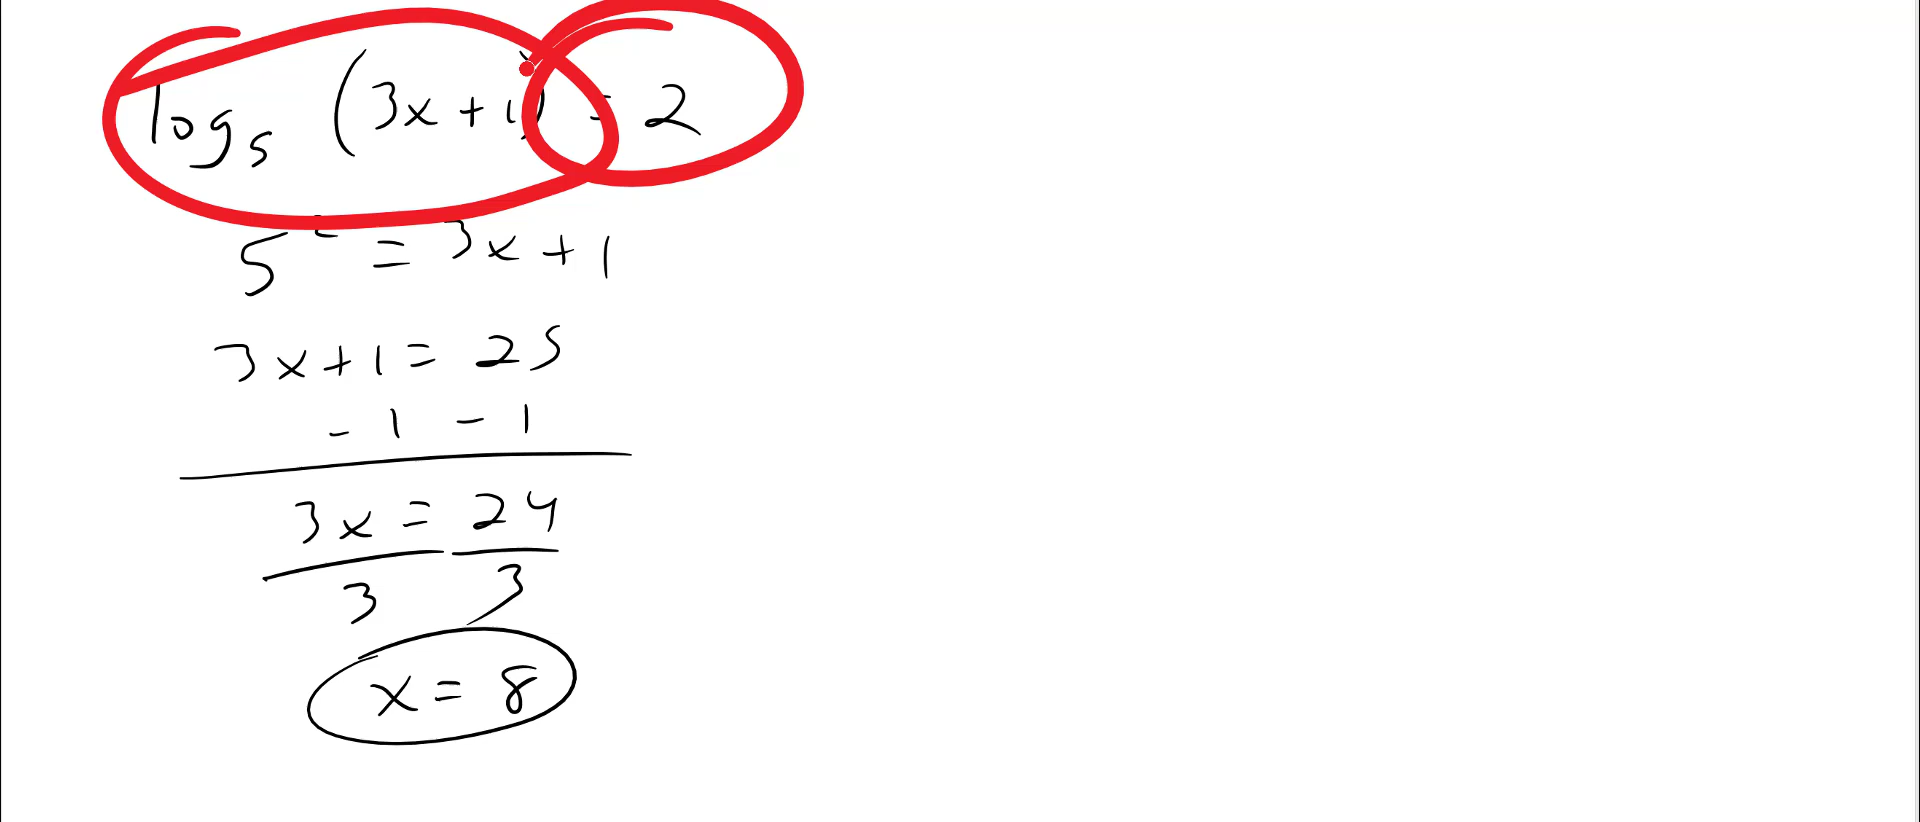 log₅ (3x+1) = 2
5² = 3x+1
3x+1 = 25
-1 -1
3x = 24
3 3
x = 8